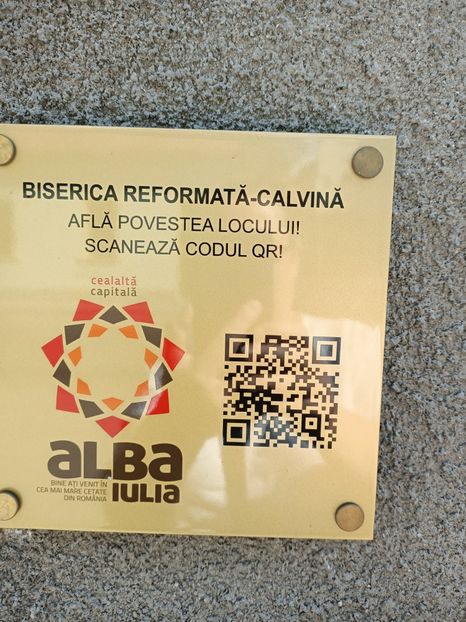 BISERICA REFORMATĂ-CALVINĂ
AFLĂ POVESTEA LOCULUI!
SCANEAZĂ CODUL QR!
cealaltă
capitală
aLBa
IULIA
BINE AȚI VENIT ÎN
CEA MAI MARE CETATE
DIN ROMÂNIA